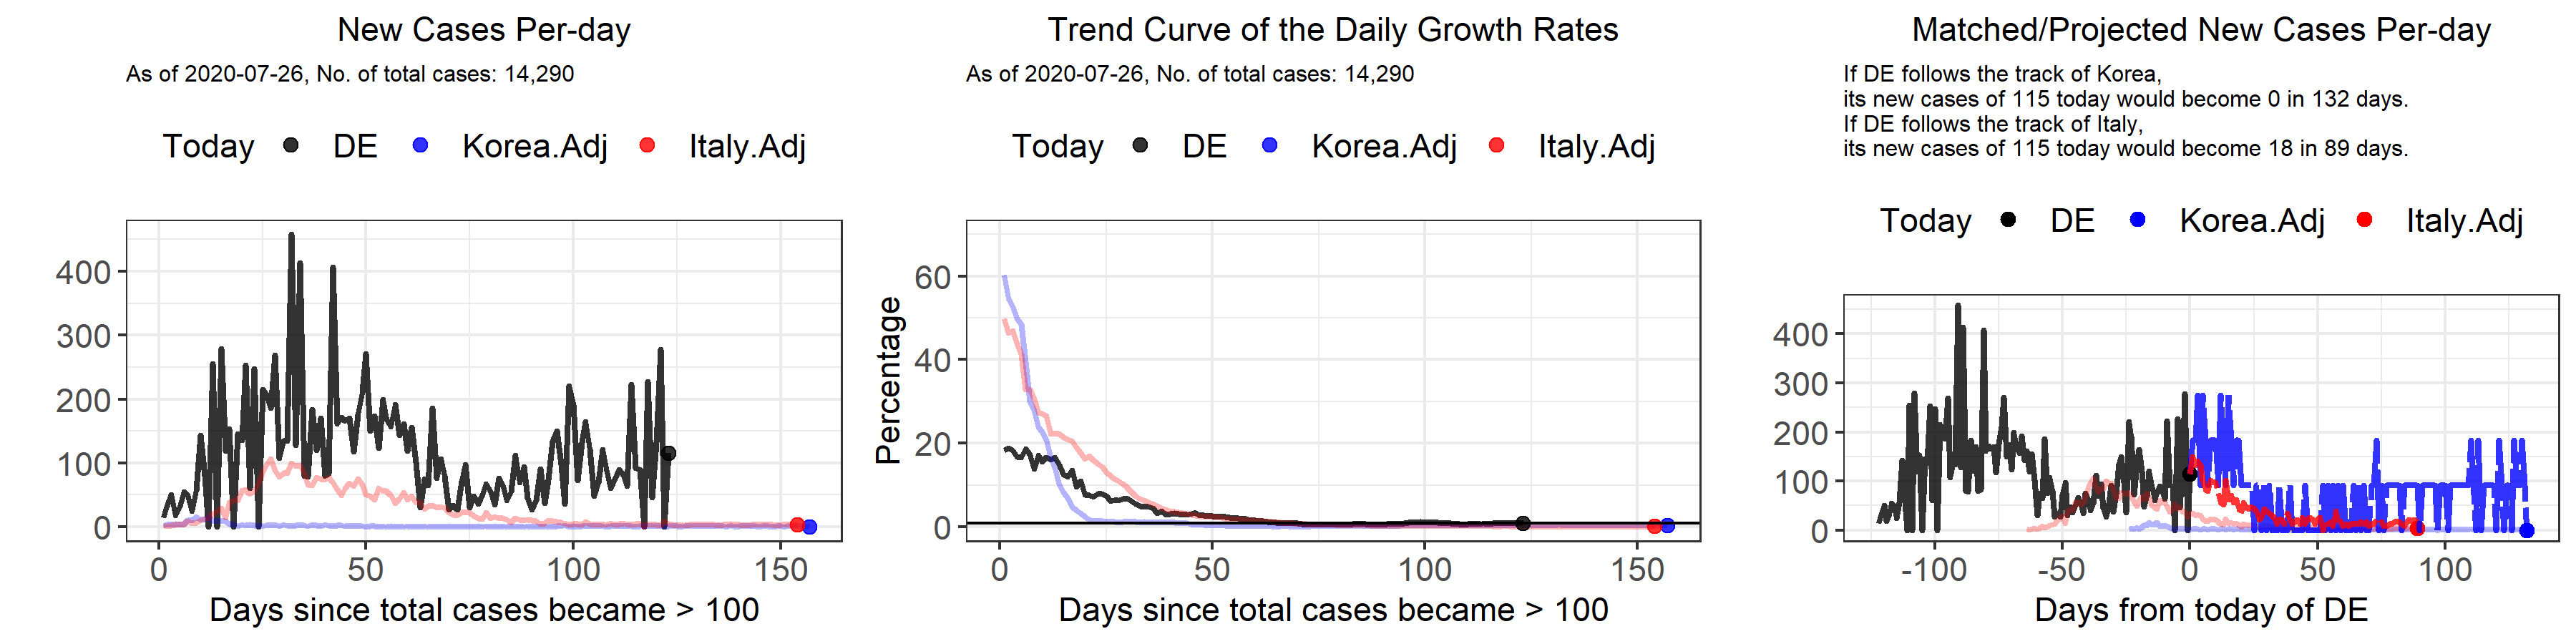 New Cases Per-day
As of 2020-07-26, No. of total cases: 14,290
Today DE Korea.Adj Italy.Adj
400
300
200
100
0
0 50 100 150
Days since total cases became > 100
Trend Curve of the Daily Growth Rates
As of 2020-07-26, No. of total cases: 14,290
Today DE Korea.Adj Italy.Adj
Percentage
60
40
20
0
0 50 100 150
Days since total cases became > 100
Matched/Projected New Cases Per-day
If DE follows the track of Korea,
its new cases of 115 today would become 0 in 132 days.
If DE follows the track of Italy,
its new cases of 115 today would become 18 in 89 days.
Today DE Korea.Adj Italy.Adj
400
300
200
100
0
-100 -50 0 50 100
Days from today of DE